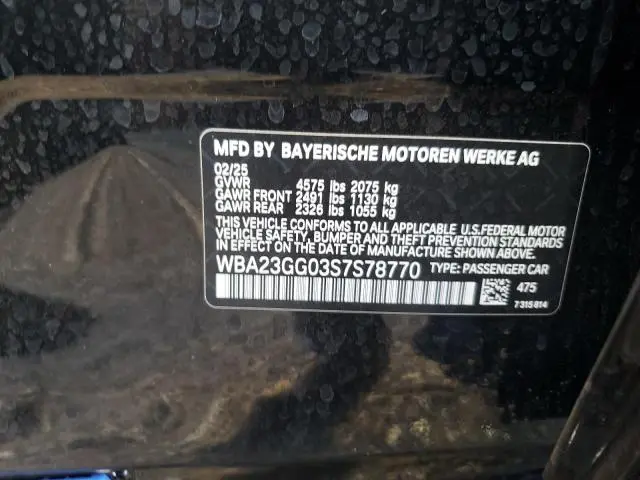 MFD BY BAYERISCHE MOTOREN WERKE AG
02/25
GVWR 4575 lbs 2075 kg
GAWR FRONT 2491 lbs 1130 kg
GAWR REAR 2326 lbs 1055 kg
THIS VEHICLE CONFORMS TO ALL APPLICABLE U.S.FEDERAL MOTOR
VEHICLE SAFETY, BUMPER AND THEFT PREVENTION
STANDARDS IN EFFECT ON THE DATE OF MANUFACTURE SHOWN ABOVE.
WBA23GG03S7S78770 TYPE: PASSENGER CAR
475
7315814